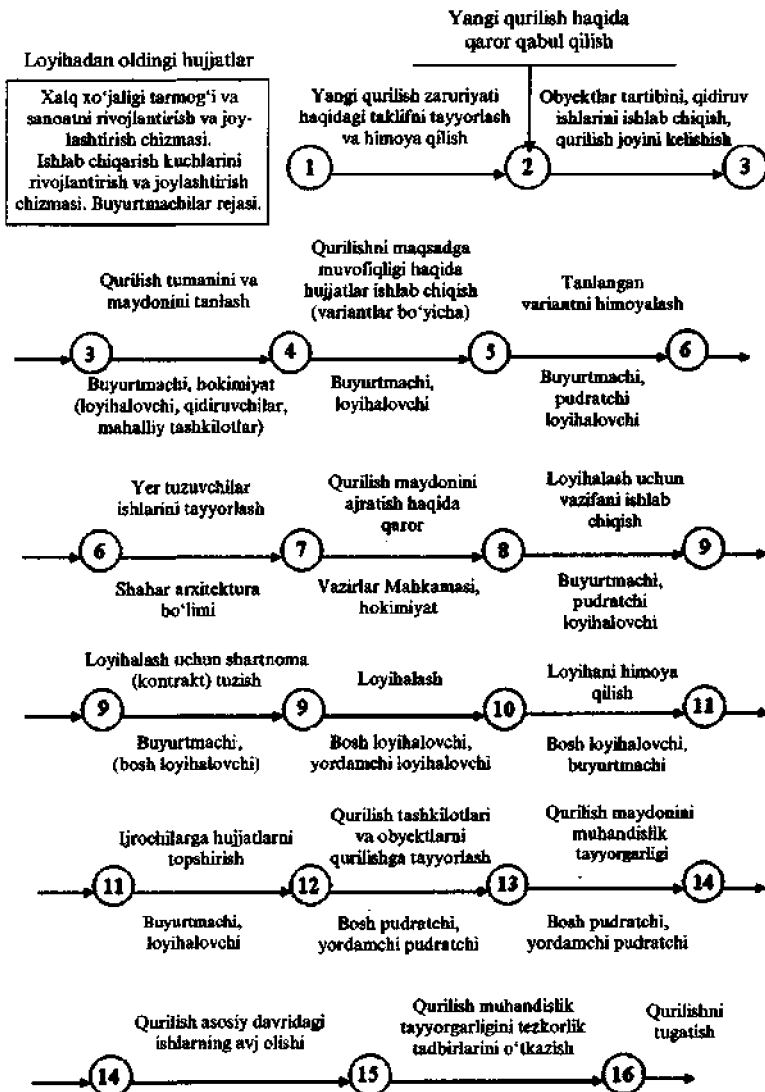 Yangi qurilish haqida
qaror qabul qilish
Loyihadan oldingi hujjatlar
Xalq xo‘jaligi tarmog‘i va
sanoatni rivojlantirish va joy-
lashtirish chizmasi.
Ishlab chiqarish kuchlarini
rivojlantirish va joylashtirish
chizmasi. Buyurtmachilar rejasi.
Yangi qurilish zaruriyati
haqidagi taklifni tayyorlash
va himoya qilish
Obyektlar tartibini, qidiruv
ishlarini ishlab chiqish,
qurilish joyini kelishish
1 2 3
Qurilish tumanini va
maydonini tanlash
Qurilishni maqsadga
muvofiqligi haqida
hujjatlar ishlab chiqish
(variantlar bo‘yicha)
Tanlangan
variantni himoyalash
3 4 5 6
Buyurtmachi, hokimiyat
(loyihalovchi, qidiruvchilar,
mahalliy tashkilotlar)
Buyurtmachi,
loyihalovchi
Buyurtmachi,
pudratchi
loyihalovchi
Yer tuzuvchilar
ishlarini tayyorlash
Qurilish maydonini
ajratish haqida
qaror
Loyihalash uchun
vazifani ishlab
chiqish
6 7 8 9
Shahar arxitektura
bo‘limi
Vazirlar Mahkamasi,
hokimiyat
Buyurtmachi,
pudratchi
loyihalovchi
Loyihalash uchun shartnoma
(kontrakt) tuzish
Loyihalash
Loyihani himoya
qilish
9 9 10 11
Buyurtmachi,
(bosh loyihalovchi)
Bosh loyihalovchi,
yordamchi loyihalovchi
Bosh loyihalovchi,
buyurtmachi
Ijrochilarga hujjatlarni
topshirish
Qurilish tashkilotlari
va obyektlarni
qurilishga tayyorlash
Qurilish maydonini
muhandislik
tayyorgarligi
11 12 13 14
Buyurtmachi,
loyihalovchi
Bosh pudratchi,
yordamchi pudratchi
Bosh pudratchi,
yordamchi pudratchi
Qurilish asosiy davridagi
ishlarning avj olishi
Qurilish muhandislik
tayyorgarligini tezkorlik
tadbirlarini o‘tkazish
Qurilishni
tugatish
14 15 16